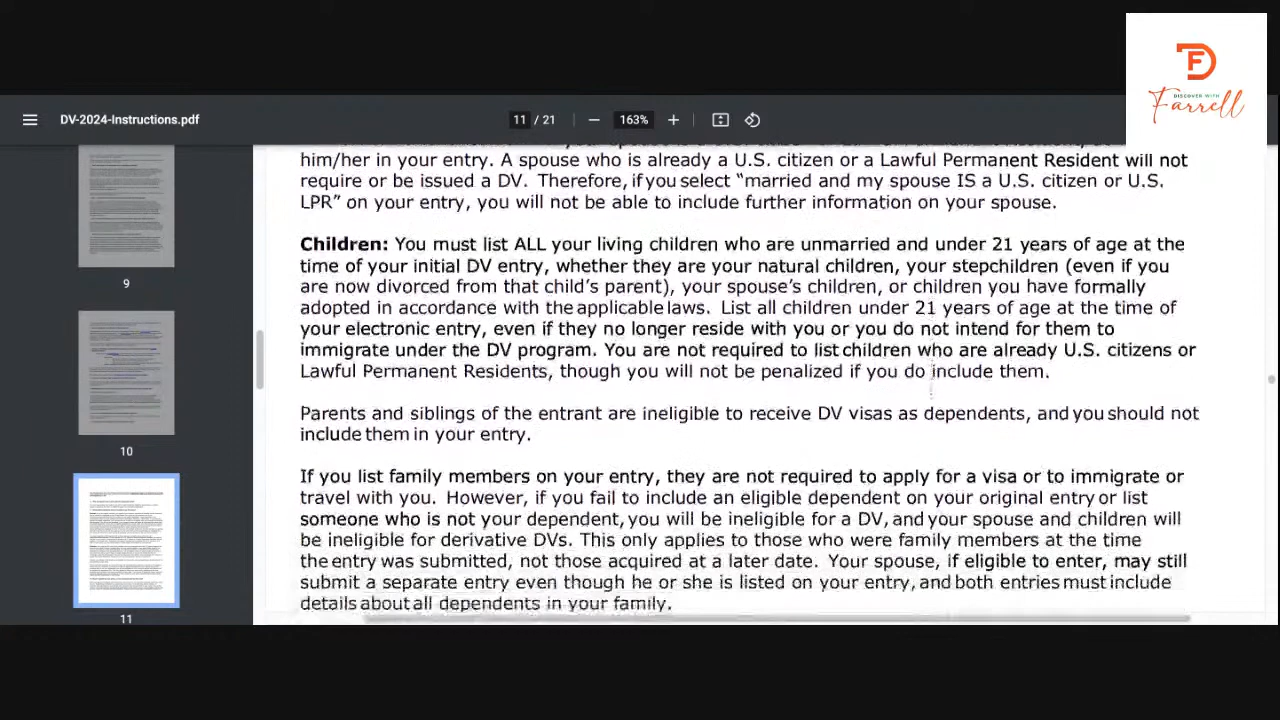 DISCOVER WITH
Farrell
DV-2024-Instructions.pdf
11 / 21
163%
him/her in your entry. A spouse who is already a U.S. citizen or a Lawful Permanent Resident will not
require or be issued a DV. Therefore, if you select “married and my spouse IS a U.S. citizen or U.S.
LPR” on your entry, you will not be able to include further information on your spouse.
Children: You must list ALL your living children who are unmarried and under 21 years of age at the
time of your initial DV entry, whether they are your natural children, your stepchildren (even if you
are now divorced from that child’s parent), your spouse’s children, or children you have formally
adopted in accordance with the applicable laws. List all children under 21 years of age at the time of
your electronic entry, even if they no longer reside with you or you do not intend for them to
immigrate under the DV program. You are not required to list children who are already U.S. citizens or
Lawful Permanent Residents, though you will not be penalized if you do include them.
Parents and siblings of the entrant are ineligible to receive DV visas as dependents, and you should not
include them in your entry.
If you list family members on your entry, they are not required to apply for a visa or to immigrate or
travel with you. However, if you fail to include an eligible dependent on your original entry or list
someone who is not your dependent, you will be ineligible for a DV, and your spouse and children will
be ineligible for derivative DVs. This only applies to those who were family members at the time
the entry was submitted, not those acquired at a later date. Your spouse, if eligible to enter, may still
submit a separate entry even though he or she is listed on your entry, and both entries must include
details about all dependents in your family.
9
10
11